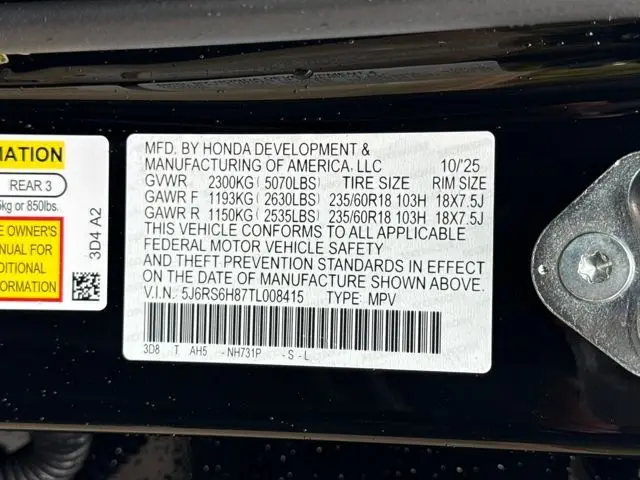 MATION
REAR 3
kg or 850lbs.
E OWNER'S
ANUAL FOR
DDITIONAL
FORMATION
3D4 A2
MFD. BY HONDA DEVELOPMENT &
MANUFACTURING OF AMERICA, LLC 10/25
GVWR 2300KG(5070LBS) TIRE SIZE RIM SIZE
GAWR F 1193KG(2630LBS) 235/60R18 103H 18X7.5J
GAWR R 1150KG(2535LBS) 235/60R18 103H 18X7.5J
THIS VEHICLE CONFORMS TO ALL APPLICABLE
FEDERAL MOTOR VEHICLE SAFETY
AND THEFT PREVENTION STANDARDS IN EFFECT
ON THE DATE OF MANUFACTURE SHOWN ABOVE.
V.I.N. 5J6RS6H87TL008415 TYPE: MPV
3D8 T AH5 -NH731P -S-L